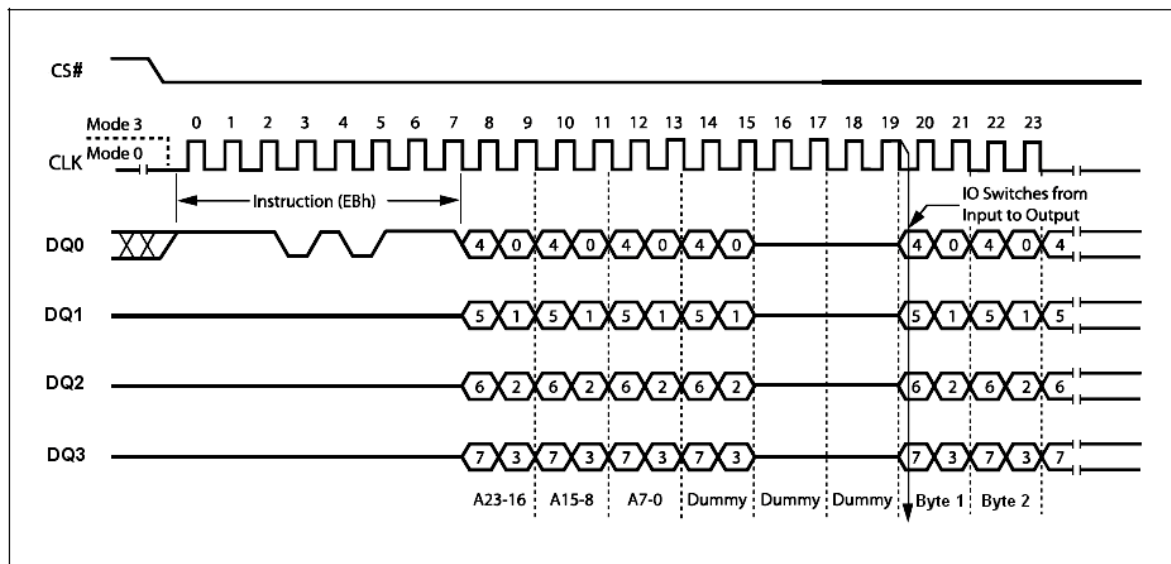 CS#
Mode 3
0 1 2 3 4 5 6 7 8 9 10 11 12 13 14 15 16 17 18 19 20 21 22 23
CLK
Mode 0
Instruction (EBh)
IO Switches from
Input to Output
DQ0
4 0 4 0 4 0 4 0 4 0 4 0 4
DQ1
5 1 5 1 5 1 5 1 5 1 5 1 5
DQ2
6 2 6 2 6 2 6 2 6 2 6 2 6
DQ3
7 3 7 3 7 3 7 3 7 3 7 3 7
A23-16 A15-8 A7-0 Dummy Dummy Dummy Byte 1 Byte 2